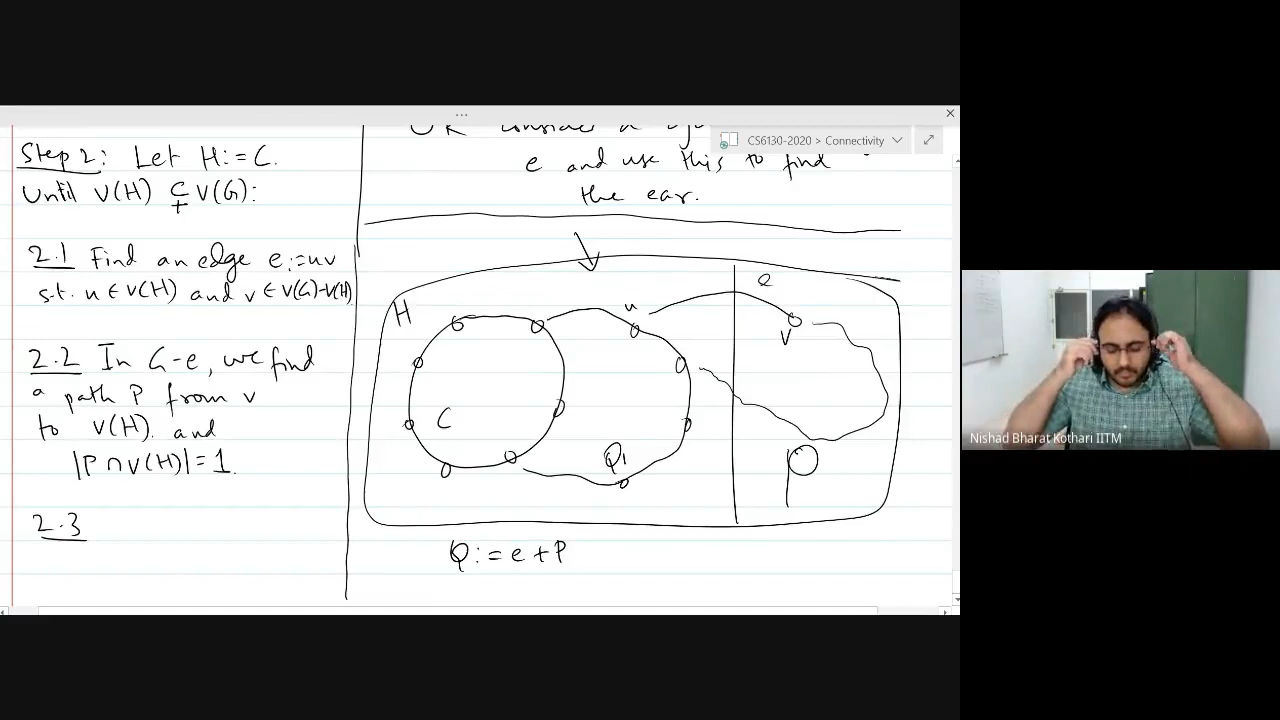 CS6130-2020 > Connectivity
Step 2: Let H:=C.
Until V(H) ⊊ V(G):
2.1 Find an edge e:=uv
s.t. u ∈ V(H) and v ∈ V(G)-V(H)
2.2 In G-e, we find
a path P from v
to V(H). and
|P ∩ V(H)| = 1.
2.3
OR consider a
e and use this to find
the ear.
H
C
u
e
v
Q1
P
Q := e + P
Nishad Bharat Kothari IITM